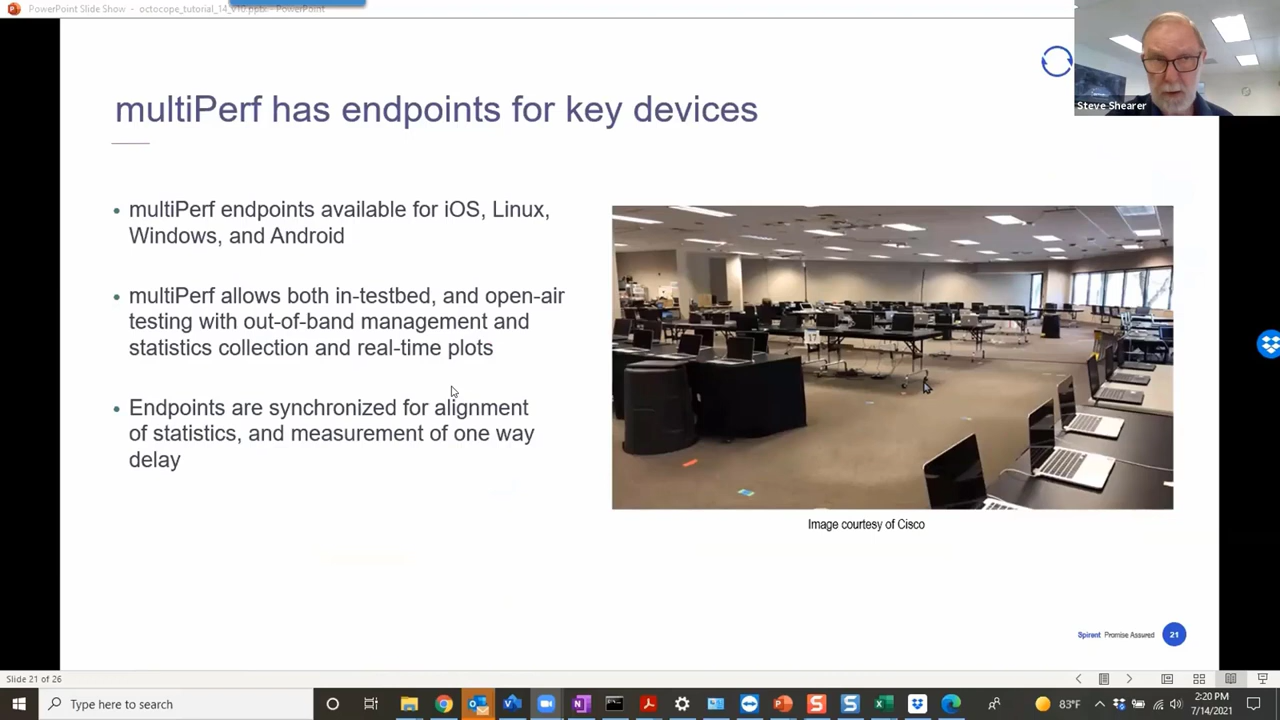 PowerPoint Slide Show - octocope_tutorial_14_v10.pptx - PowerPoint
Steve Shearer
multiPerf has endpoints for key devices
• multiPerf endpoints available for iOS, Linux,
Windows, and Android
• multiPerf allows both in-testbed, and open-air
testing with out-of-band management and
statistics collection and real-time plots
• Endpoints are synchronized for alignment
of statistics, and measurement of one way
delay
17
Image courtesy of Cisco
Spirent Promise Assured 21
Slide 21 of 26
Type here to search
83°F
2:20 PM
7/14/2021